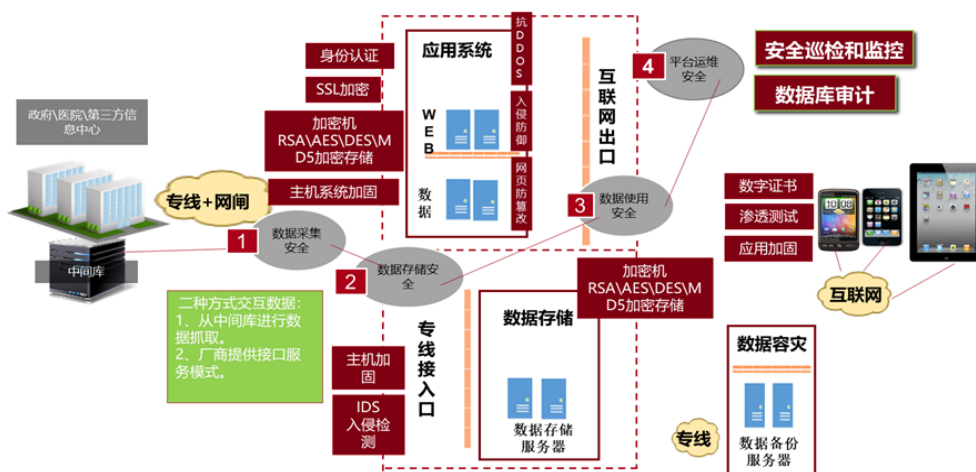 政府\医院\第三方信
息中心
专线+网闸
中间库
二种方式交互数据：
1、从中间库进行数
据抓取。
2、厂商提供接口服
务模式。
身份认证
SSL加密
加密机
RSA\AES\DES\M
D5加密存储
主机系统加固
1
数据采集
安全
2
数据存储安
全
应用系统
WEB
数据
抗DDOS
入侵防御
网页防篡改
互联网出口
3
数据使用
安全
4
平台运维
安全
安全巡检和监控
数据库审计
数字证书
渗透测试
应用加固
互联网
主机加
固
IDS
入侵检
测
专线接入口
数据存储
数据存储
服务器
加密机
RSA\AES\DES\M
D5加密存储
专线
数据容灾
数据备份
服务器